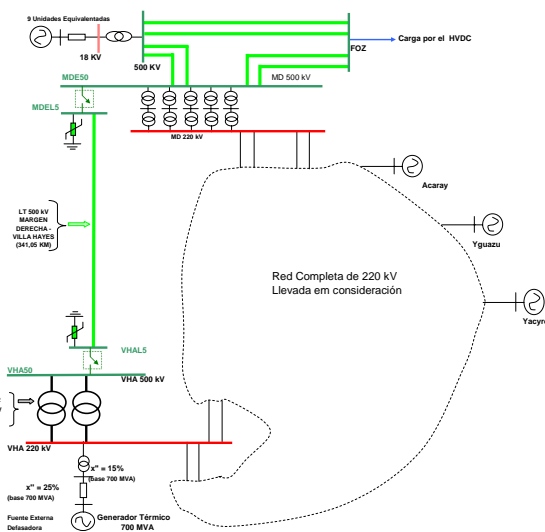 9 Unidades Equivalentadas
18 KV
500 KV
FOZ
Carga por el HVDC
MDE50
MD 500 kV
MDEL5
MD 220 kV
Acaray
Yguazu
LT 500 kV
MARGEN
DERECHA -
VILLA HAYES
(341,05 KM)
Red Completa de 220 kV
Llevada em consideración
Yacyre
VHAL5
VHA50
VHA 500 kV
VHA 220 kV
x" = 15%
(base 700 MVA)
x" = 25%
(base 700 MVA)
Fuente Externa
Defasadora
Generador Térmico
700 MVA